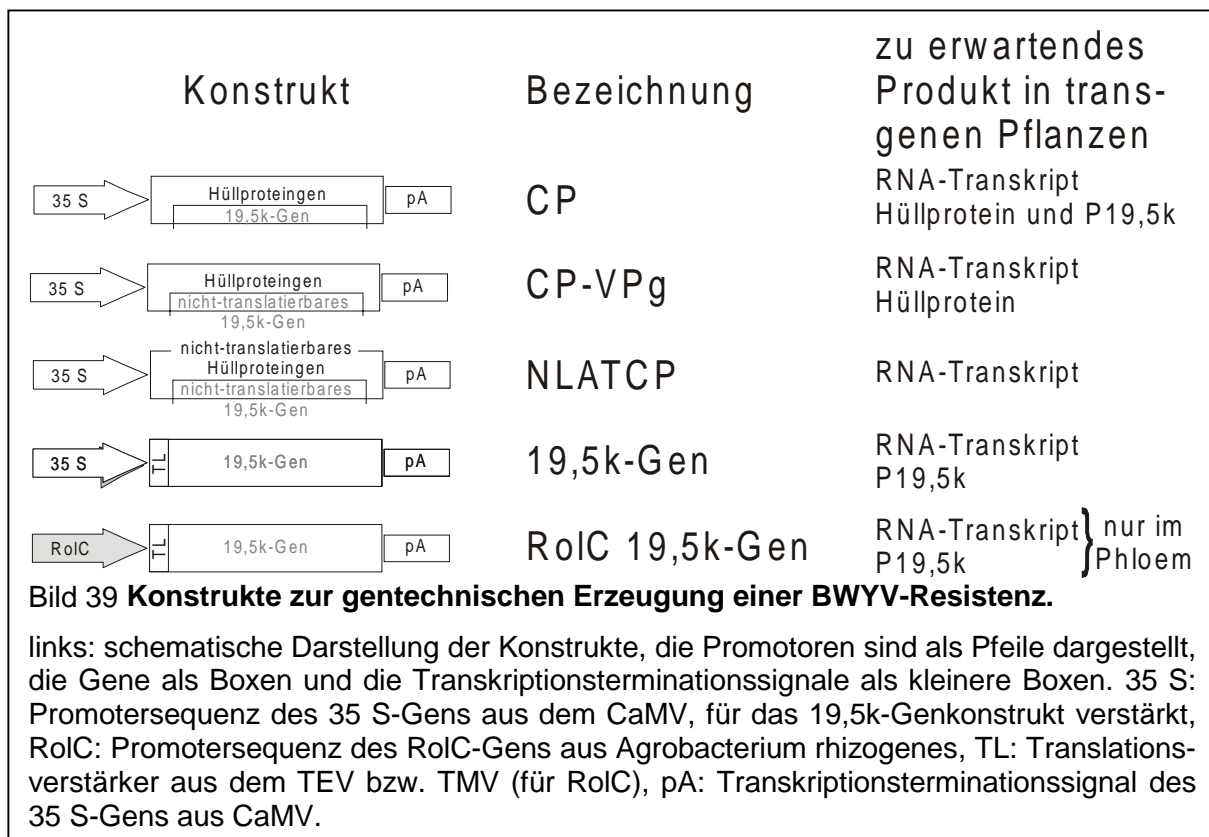 Konstrukt
Bezeichnung
zu erwartendes
Produkt in trans-
genen Pflanzen
35 S
Hüllproteingen
19,5k-Gen
pA
CP
RNA-Transkript
Hüllprotein und P19,5k
35 S
Hüllproteingen
nicht-translatierbares
19,5k-Gen
pA
CP-VPg
RNA-Transkript
Hüllprotein
35 S
nicht-translatierbares
Hüllproteingen
nicht-translatierbares
19,5k-Gen
pA
NLATCP
RNA-Transkript
35 S
TL
19,5k-Gen
pA
19,5k-Gen
RNA-Transkript
P19,5k
RolC
TL
19,5k-Gen
pA
RolC 19,5k-Gen
RNA-Transkript
P19,5k
} nur im
Phloem
Bild 39 Konstrukte zur gentechnischen Erzeugung einer BWYV-Resistenz.
links: schematische Darstellung der Konstrukte, die Promotoren sind als Pfeile dargestellt,
die Gene als Boxen und die Transkriptionsterminationssignale als kleinere Boxen. 35 S:
Promotersequenz des 35 S-Gens aus dem CaMV, für das 19,5k-Genkonstrukt verstärkt,
RolC: Promotersequenz des RolC-Gens aus Agrobacterium rhizogenes, TL: Translations-
verstärker aus dem TEV bzw. TMV (für RolC), pA: Transkriptionsterminationssignal des
35 S-Gens aus CaMV.